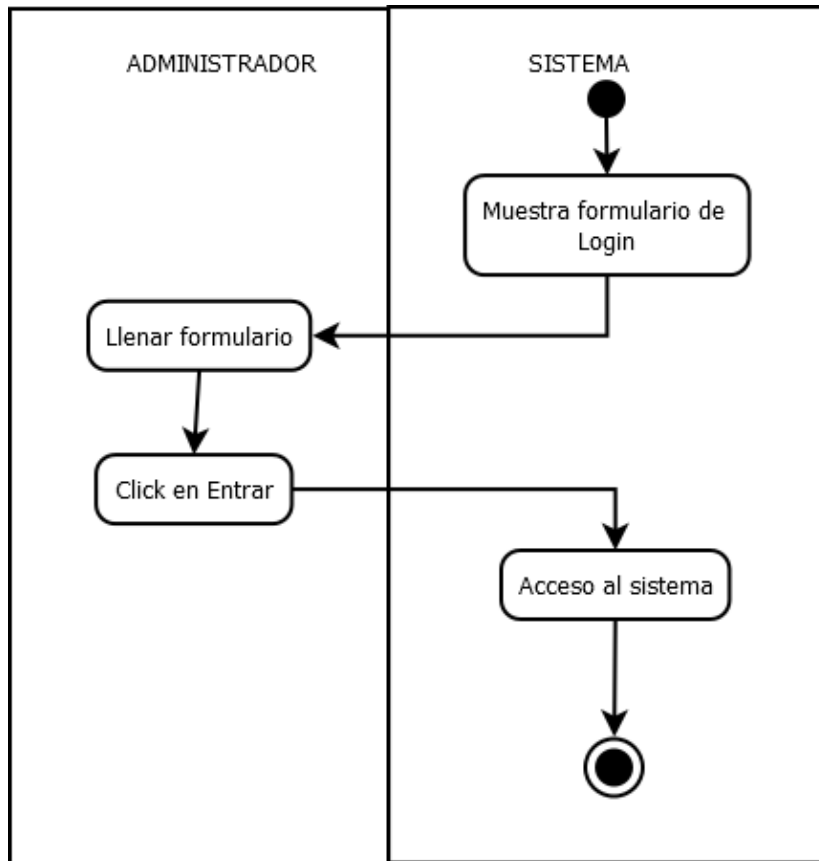 ADMINISTRADOR
SISTEMA
Muestra formulario de
Login
Llenar formulario
Click en Entrar
Acceso al sistema